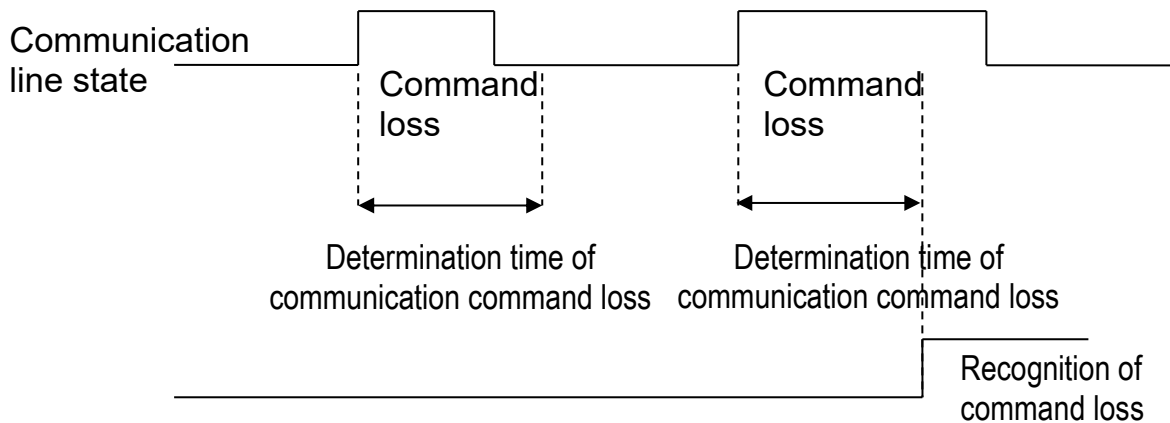 Communication
line state
Command
loss
Command
loss
Determination time of
communication command loss
Determination time of
communication command loss
Recognition of
command loss